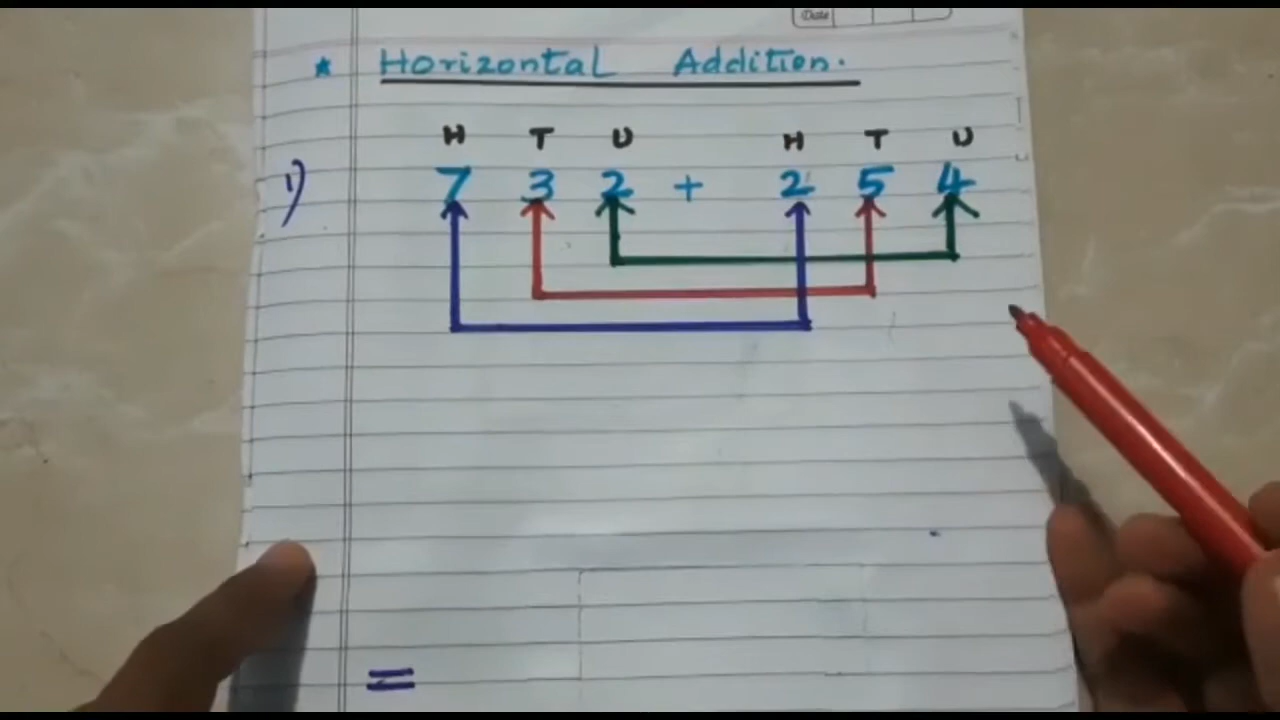 Date
* Horizontal Addition.
H T U H T U
1) 7 3 2 + 2 5 4
=